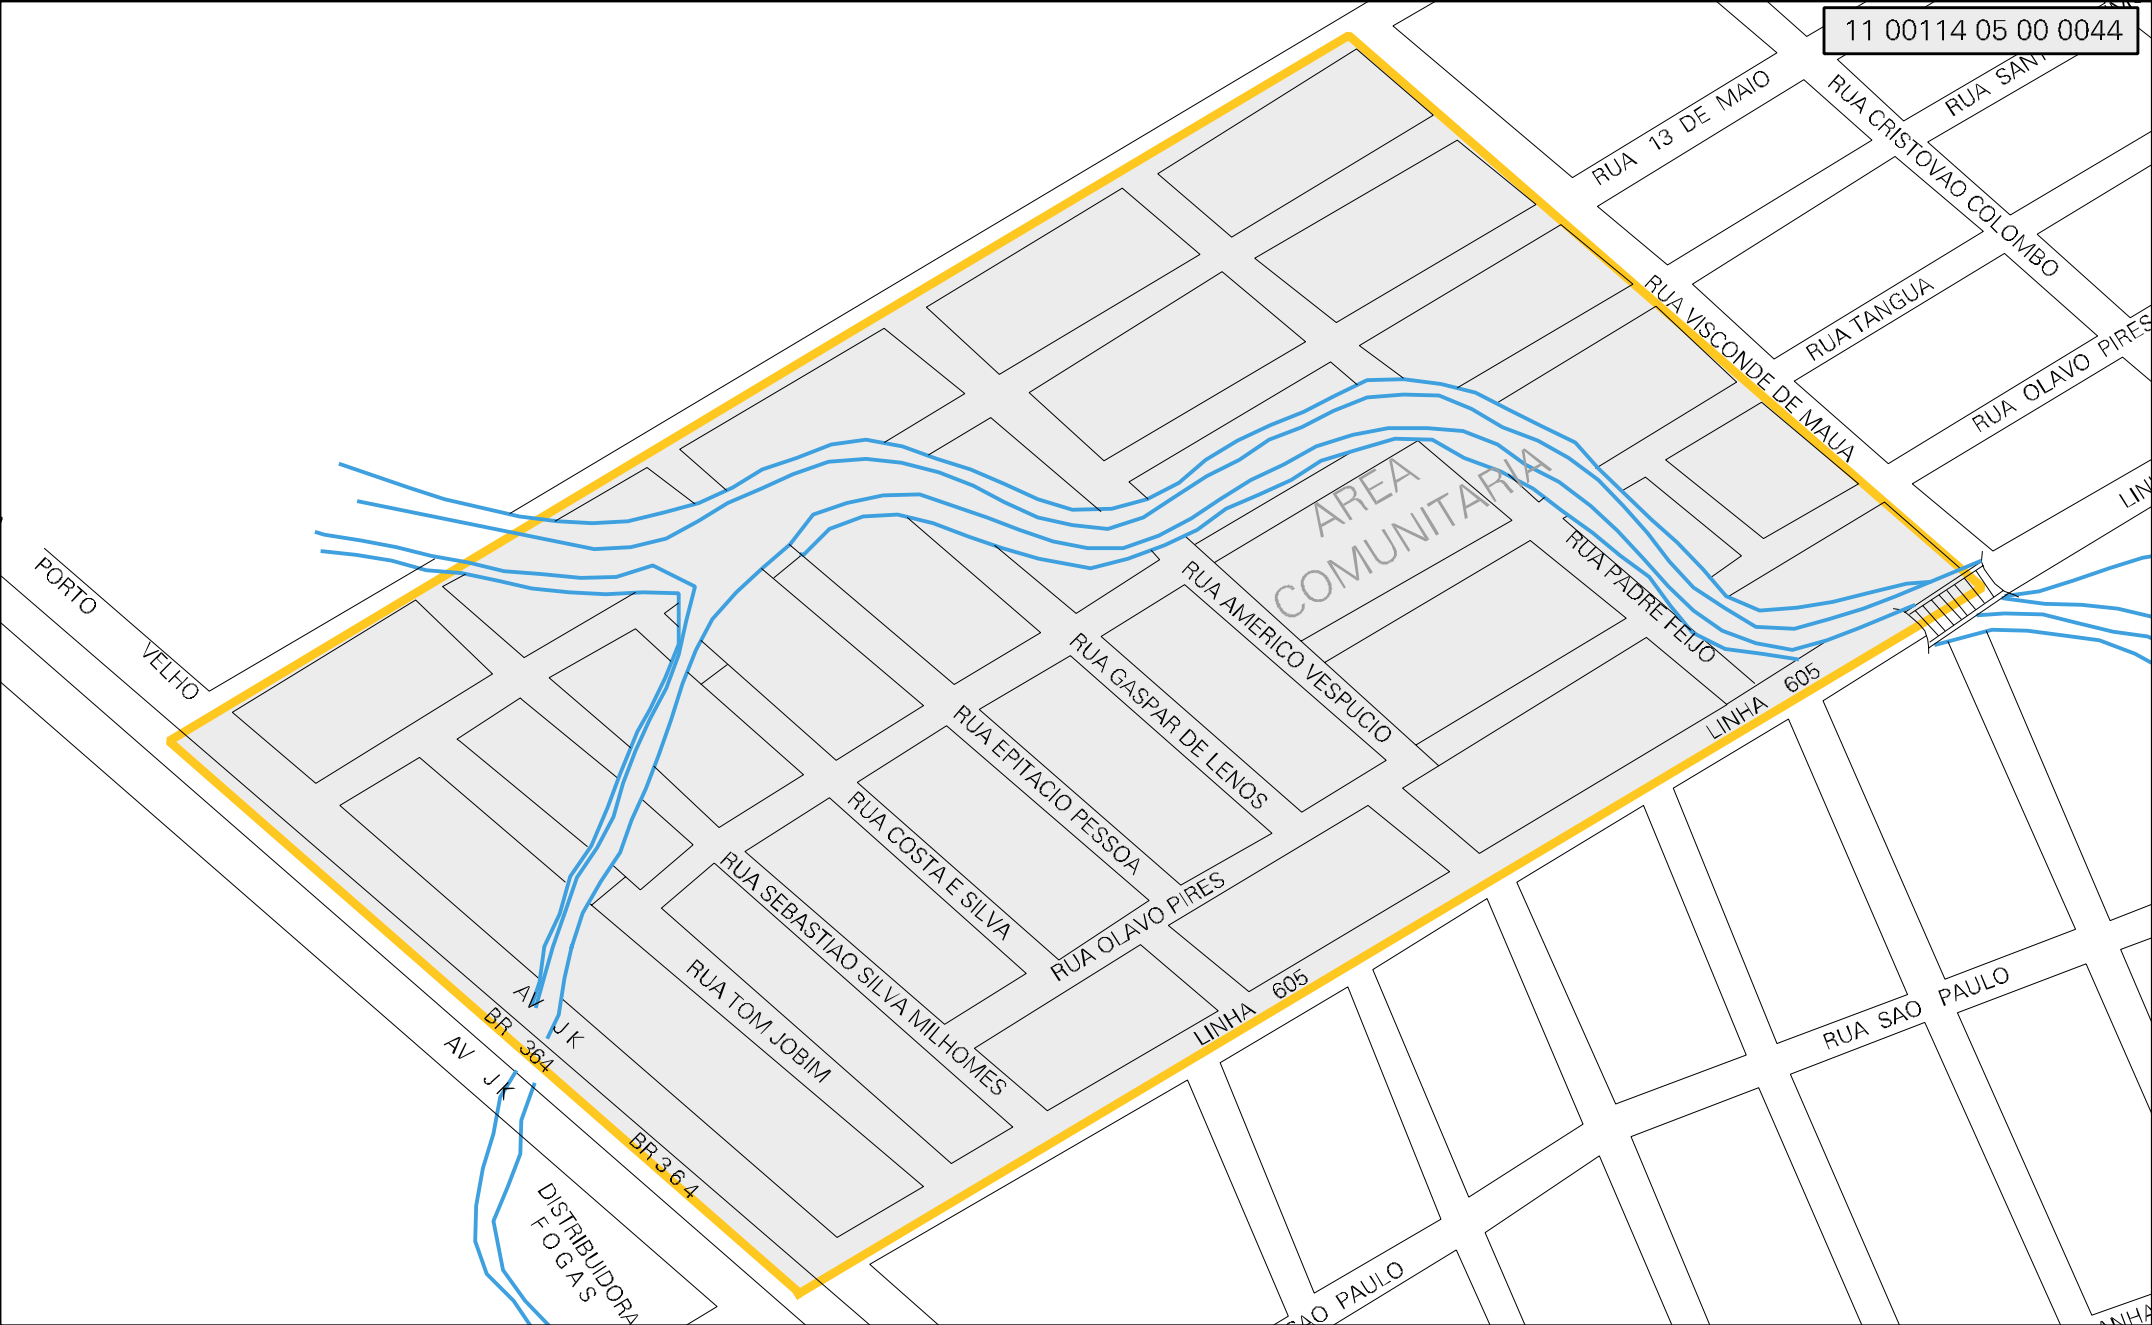 11 00114 05 00 0044
RUA 13 DE MAIO
RUA CRISTOVAO COLOMBO
RUA TANGUA
RUA OLAVO PIRES
RUA VISCONDE DE MAUA
AREA
COMUNITARIA
RUA PADRE FEIJO
RUA AMERICO VESPUCIO
RUA GASPAR DE LENOS
RUA EPITACIO PESSOA
RUA COSTA E SILVA
RUA SEBASTIAO SILVA MILHOMES
RUA TOM JOBIM
RUA OLAVO PIRES
LINHA 605
LINHA 605
PORTO VELHO
AV JK
BR 364
AV JK
BR 364
DISTRIBUIDORA
FOGAS
RUA SAO PAULO
PAULO